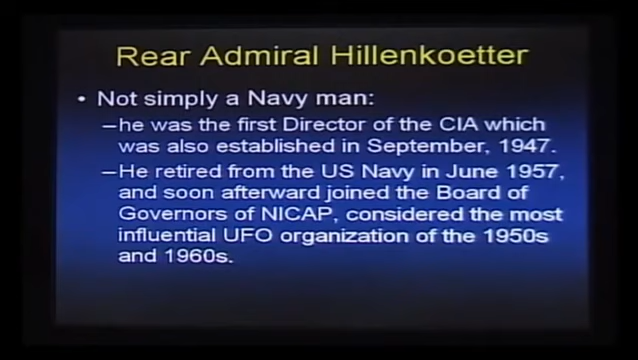 Rear Admiral Hillenkoetter
• Not simply a Navy man:
–he was the first Director of the CIA which
was also established in September, 1947.
–He retired from the US Navy in June 1957,
and soon afterward joined the Board of
Governors of NICAP, considered the most
influential UFO organization of the 1950s
and 1960s.